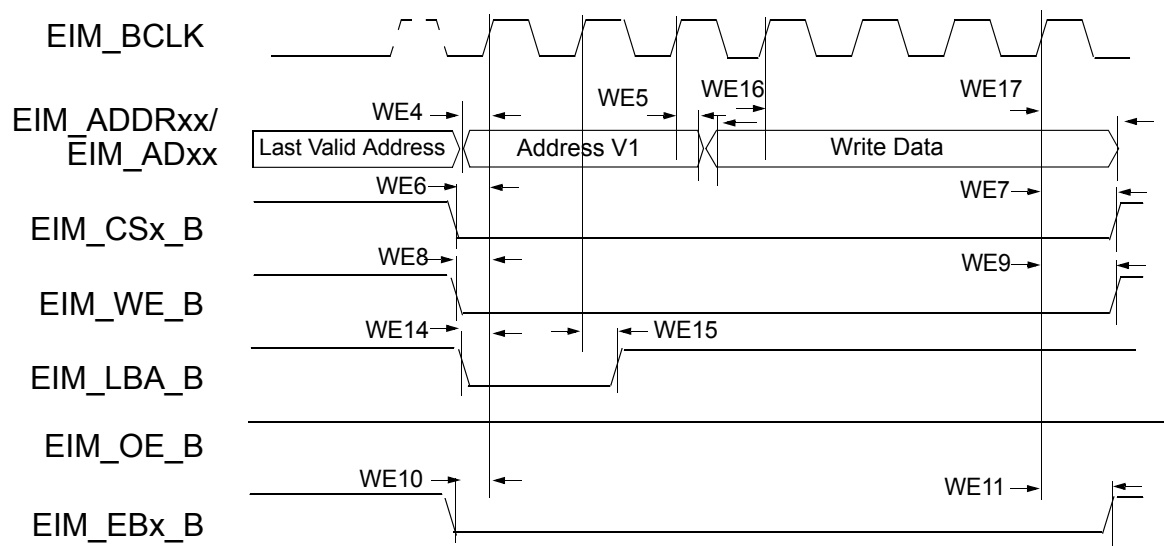 EIM_BCLK
WE4
WE5
WE16
WE17
EIM_ADDRxx/
EIM_ADxx
Last Valid Address
Address V1
Write Data
WE6
WE7
EIM_CSx_B
WE8
WE9
EIM_WE_B
WE14
WE15
EIM_LBA_B
EIM_OE_B
WE10
WE11
EIM_EBx_B